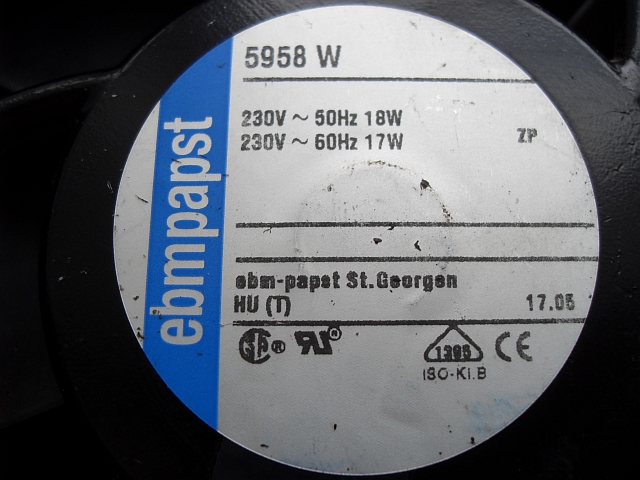 ebmpapst
5958 W
230V ~ 50Hz 18W
230V ~ 60Hz 17W
ZP
ebm-papst St.Georgen
HU (T)
17.05
ISO-KI.B
CE